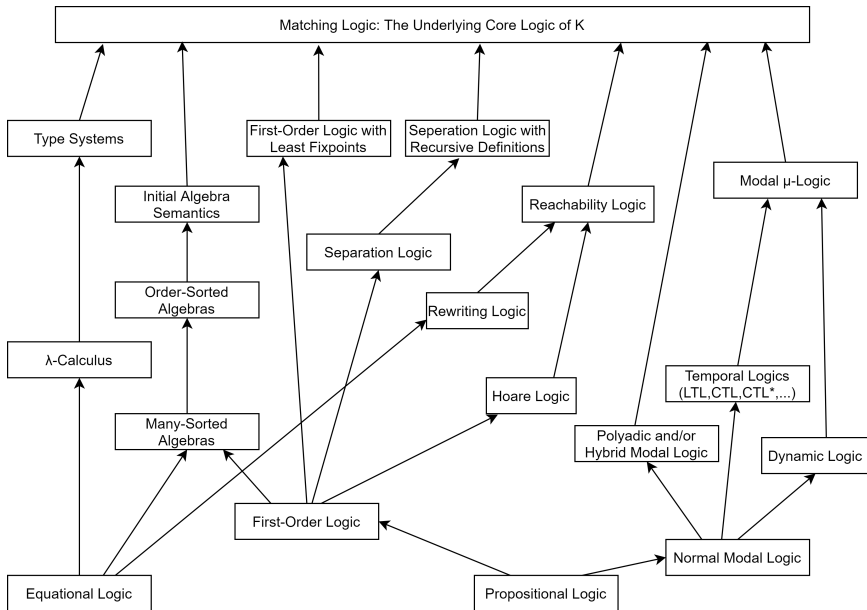 Matching Logic: The Underlying Core Logic of K
Type Systems
First-Order Logic with
Least Fixpoints
Seperation Logic with
Recursive Definitions
Initial Algebra
Semantics
Reachability Logic
Modal μ-Logic
Separation Logic
Order-Sorted
Algebras
Rewriting Logic
λ-Calculus
Hoare Logic
Temporal Logics
(LTL,CTL,CTL*,...)
Many-Sorted
Algebras
Polyadic and/or
Hybrid Modal Logic
Dynamic Logic
First-Order Logic
Normal Modal Logic
Equational Logic
Propositional Logic